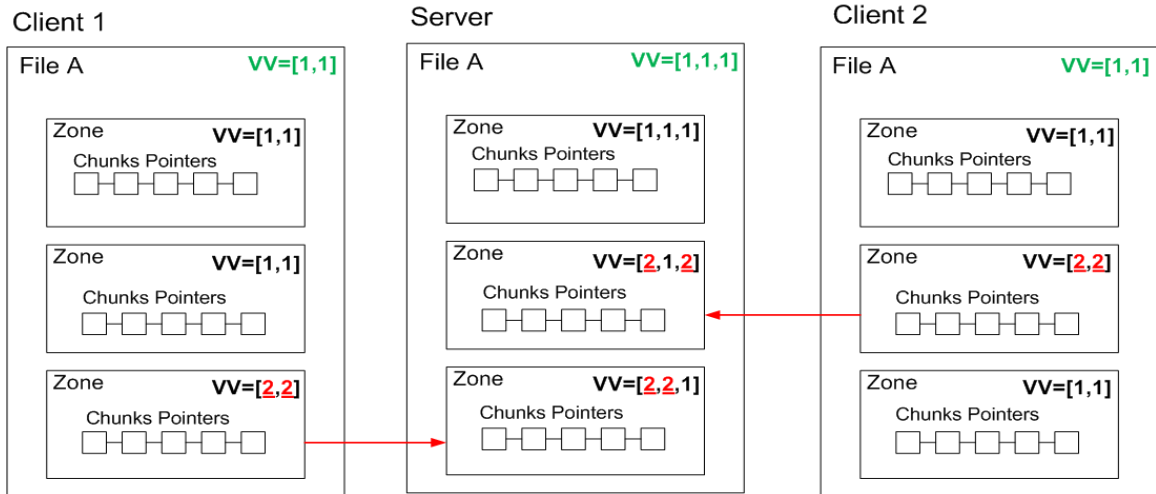 Client 1
File A
VV=[1,1]
Zone
VV=[1,1]
Chunks Pointers
Zone
VV=[1,1]
Chunks Pointers
Zone
VV=[2,2]
Chunks Pointers
Server
File A
VV=[1,1,1]
Zone
VV=[1,1,1]
Chunks Pointers
Zone
VV=[2,1,2]
Chunks Pointers
Zone
VV=[2,2,1]
Chunks Pointers
Client 2
File A
VV=[1,1]
Zone
VV=[1,1]
Chunks Pointers
Zone
VV=[2,2]
Chunks Pointers
Zone
VV=[1,1]
Chunks Pointers